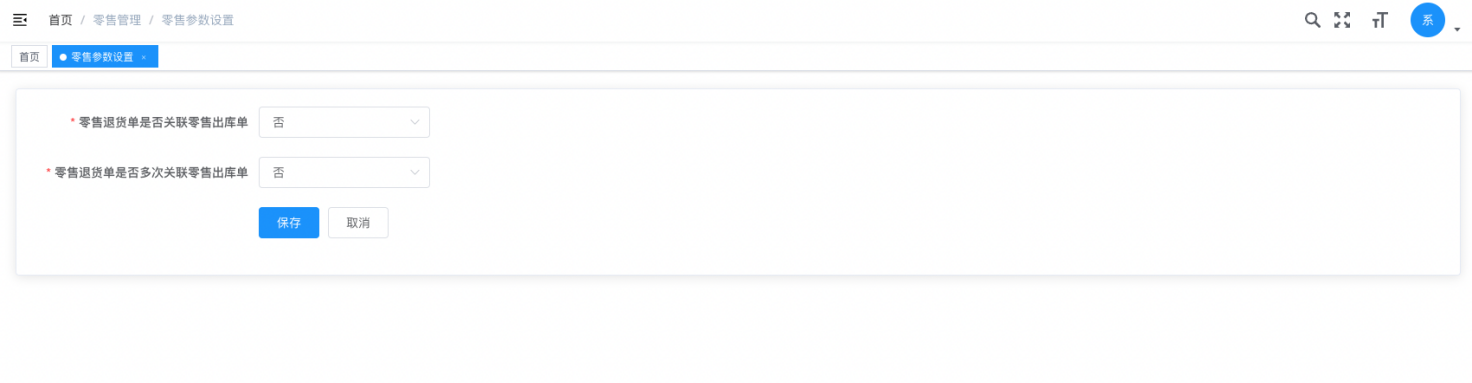 首页 / 零售管理 / 零售参数设置
系
首页
零售参数设置 ×
* 零售退货单是否关联零售出库单
否
* 零售退货单是否多次关联零售出库单
否
保存
取消